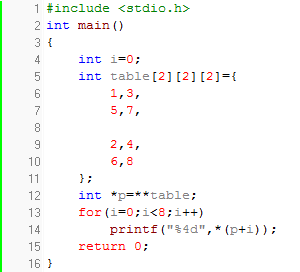 1 #include <stdio.h>
2 int main()
3 {
4     int i=0;
5     int table[2][2][2]={
6         1,3,
7         5,7,
8
9         2,4,
10         6,8
11     };
12     int *p=**table;
13     for(i=0;i<8;i++)
14         printf("%4d",*(p+i));
15     return 0;
16 }